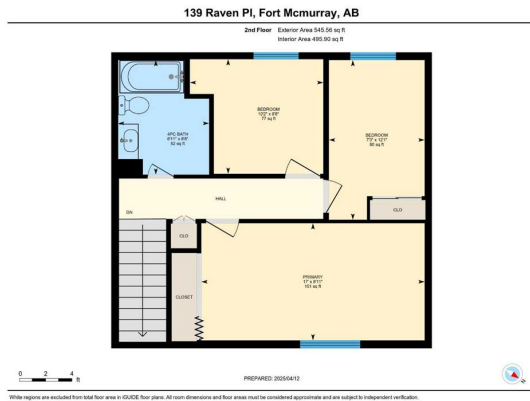 139 Raven Pl, Fort Mcmurray, AB
2nd Floor Exterior Area 545.56 sq ft
Interior Area 495.90 sq ft
4PC BATH
6'11" x 8'8"
52 sq ft
BEDROOM
10'2" x 8'8"
77 sq ft
BEDROOM
7'3" x 12'1"
80 sq ft
CLO
HALL
DN
CLO
CLOSET
PRIMARY
17' x 8'11"
151 sq ft
0 2 4
ft
PREPARED: 2025/04/12
N
White regions are excluded from total floor area in iGUIDE floor plans. All room dimensions and floor areas must be considered approximate and are subject to independent verification.